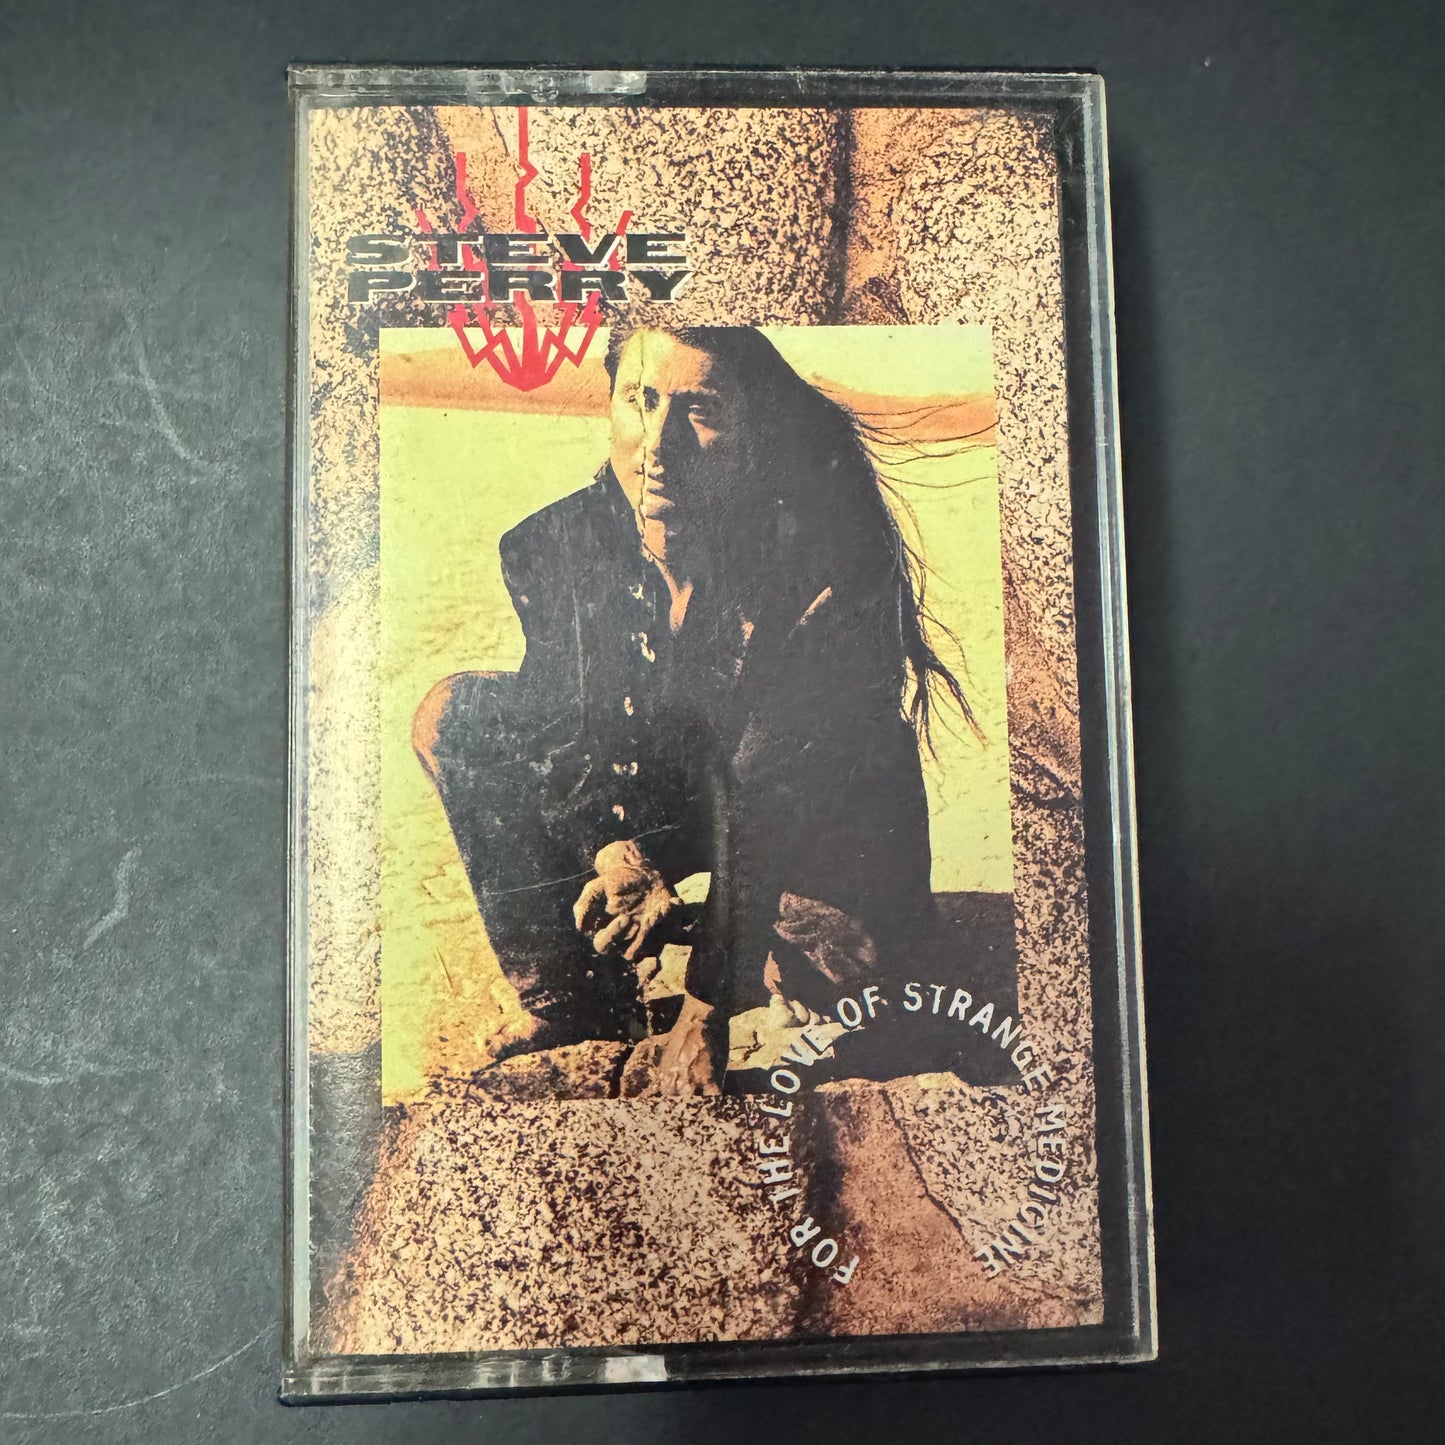 STEVE
PERRY
FOR THE LOVE OF STRANGE MEDICINE